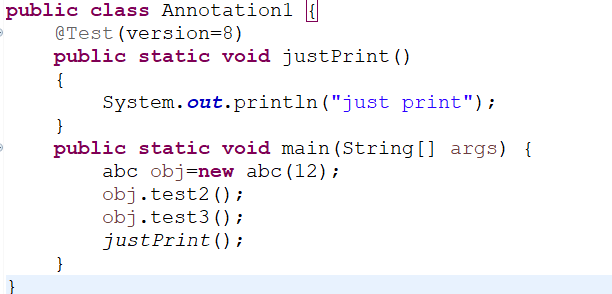 public class Annotation1 {
    @Test(version=8)
    public static void justPrint()
    {
        System.out.println("just print");
    }
    public static void main(String[] args) {
        abc obj=new abc(12);
        obj.test2();
        obj.test3();
        justPrint();
    }
}